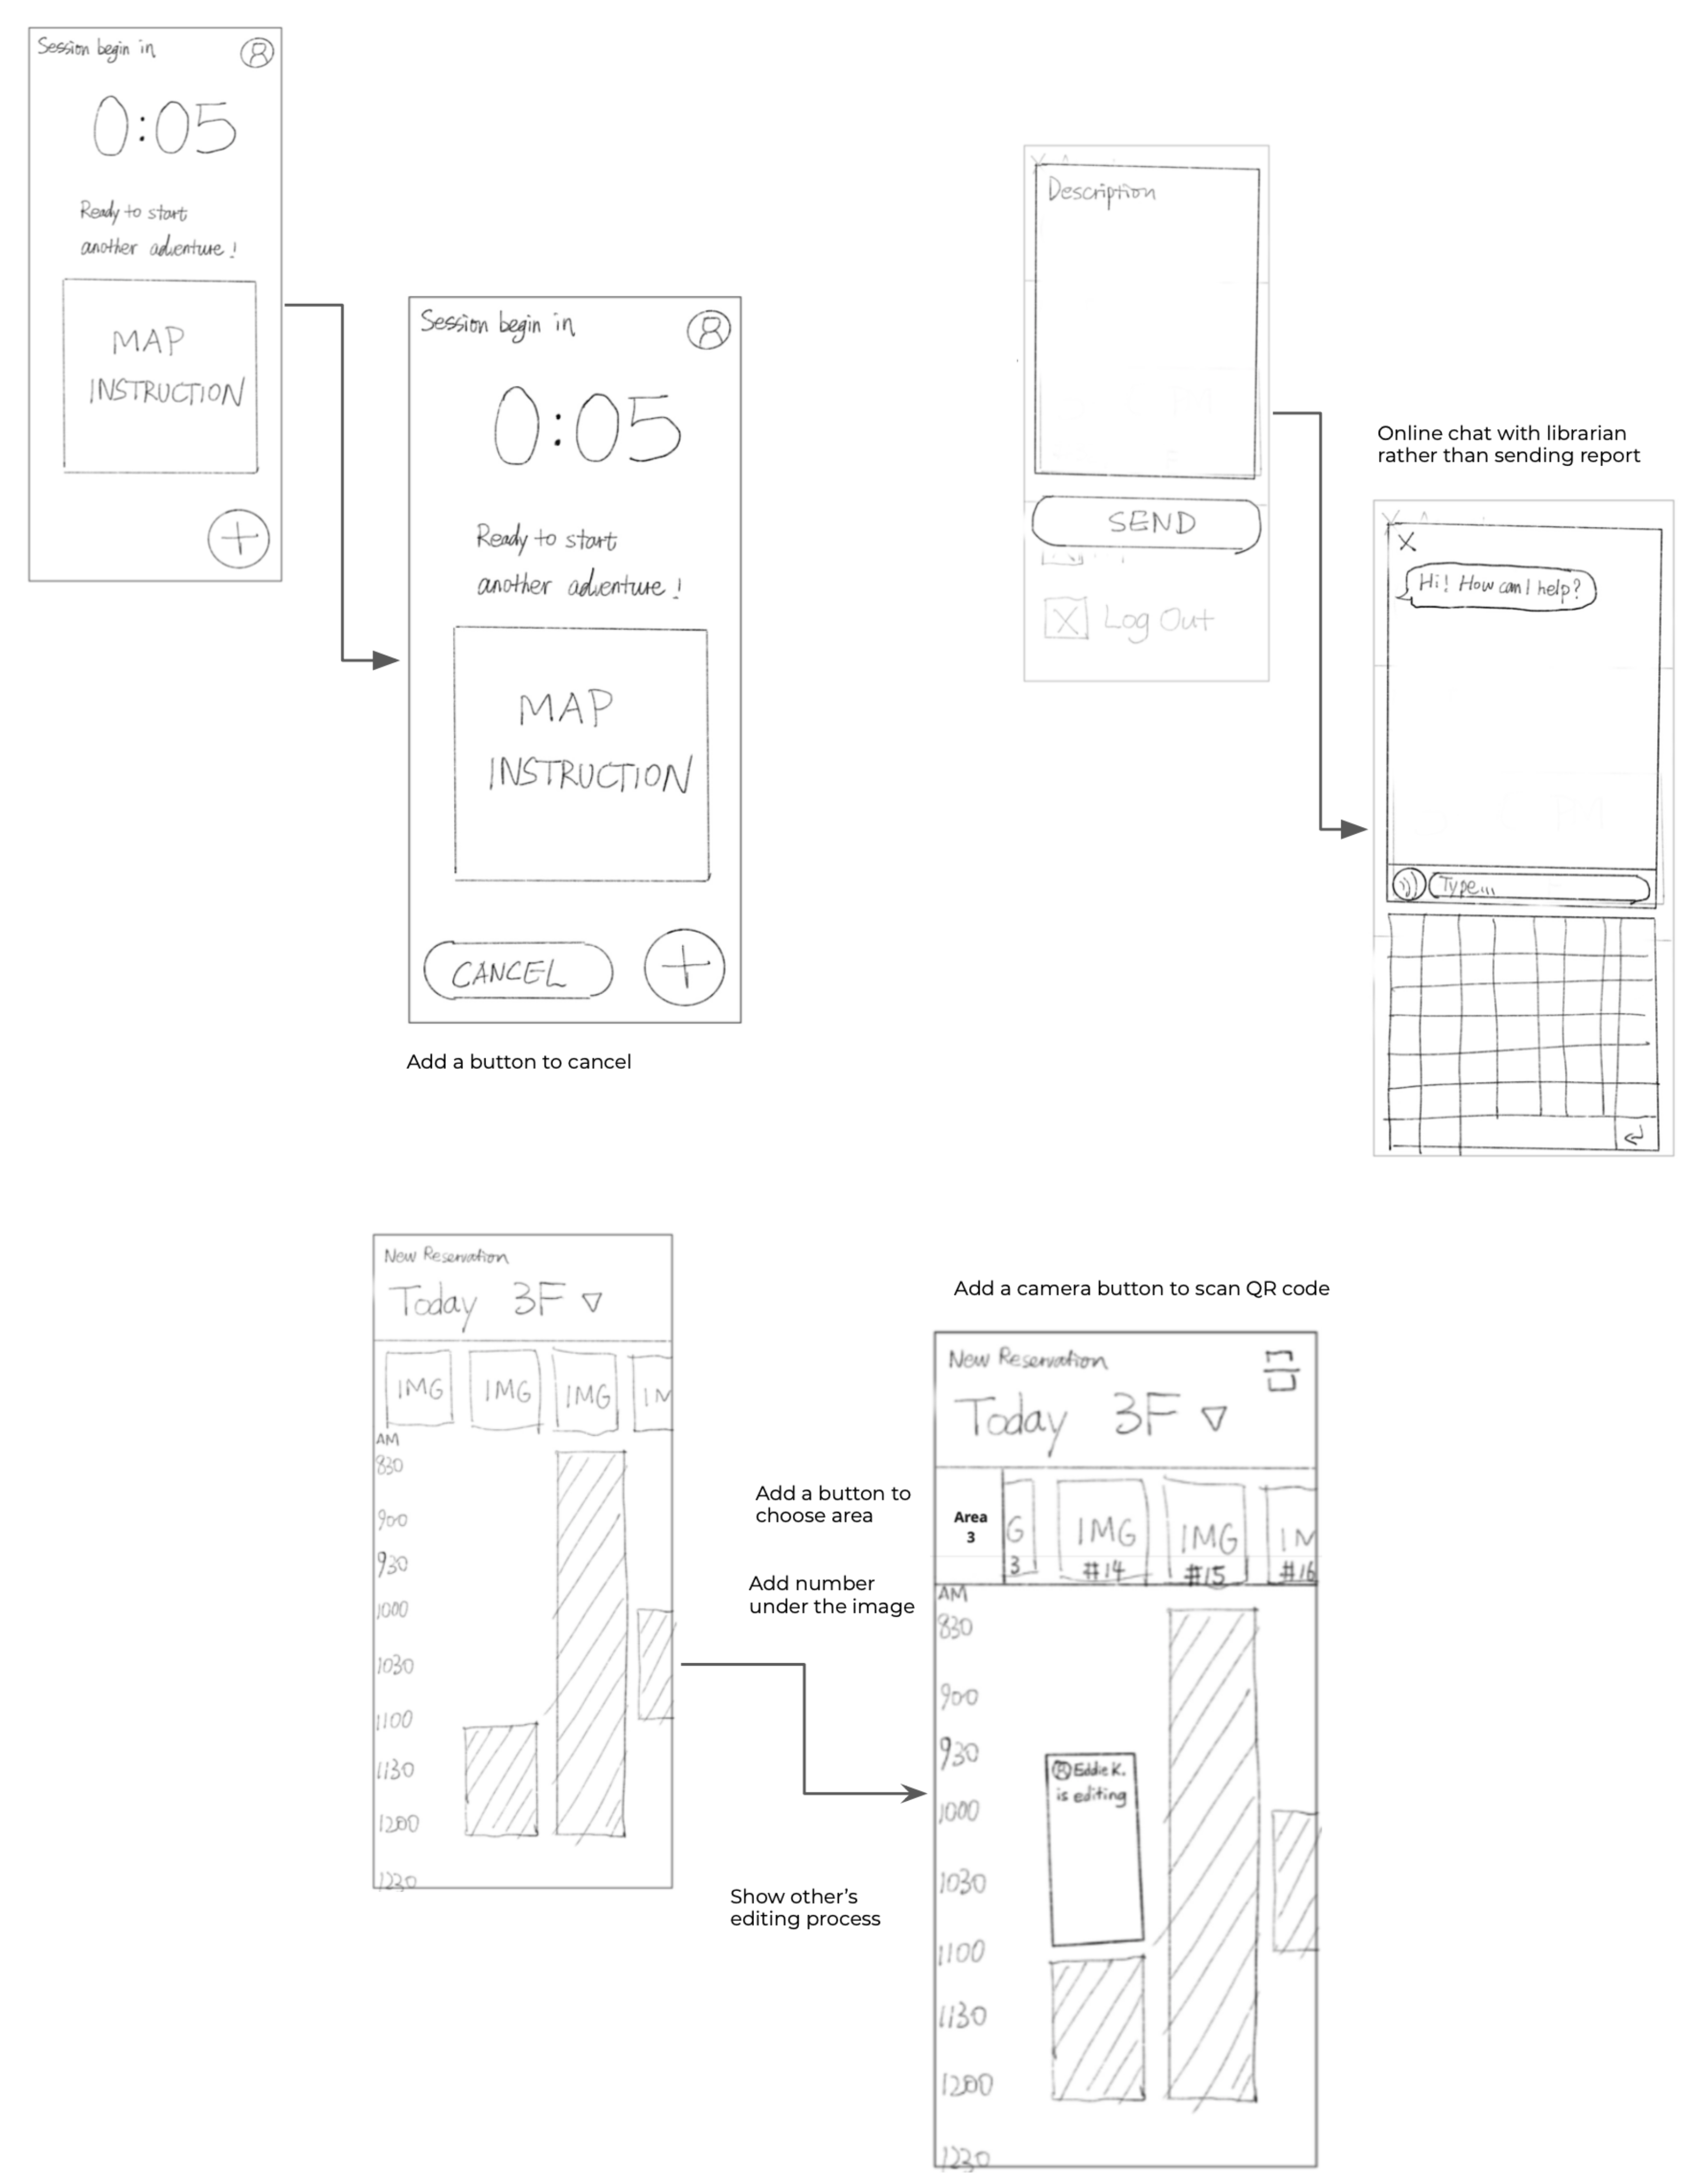 Session begin in
0:05
Ready to start
another adventure!
MAP
INSTRUCTION
Session begin in
0:05
Ready to start
another adventure!
MAP
INSTRUCTION
CANCEL
Add a button to cancel
Description
SEND
Log Out
Online chat with librarian
rather than sending report
X
Hi! How can I help?
Type...
New Reservation
Today 3F
IMG IMG IMG IM
AM
830
900
930
1000
1030
1100
1130
1200
1230
Add a button to
choose area
Add number
under the image
Show other's
editing process
Add a camera button to scan QR code
New Reservation
Today 3F
Area
3
G IMG IMG IM
3 #14 #15 #16
AM
830
900
930
Eddie K.
is editing
1000
1030
1100
1130
1200
1230